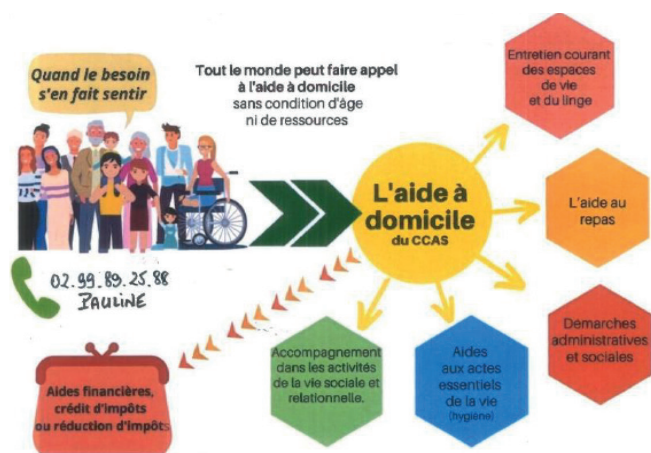 Quand le besoin
s'en fait sentir
Tout le monde peut faire appel
à l'aide à domicile
sans condition d'âge
ni de ressources
02.99.89.25.88
PAULINE
L'aide à
domicile
du CCAS
Entretien courant
des espaces
de vie
et du linge
L'aide au
repas
Démarches
administratives
et sociales
Aides
aux actes
essentiels
de la vie
(hygiène)
Accompagnement
dans les activités
de la vie sociale et
relationnelle.
Aides financières,
crédit d'impôts
ou réduction d'impôts